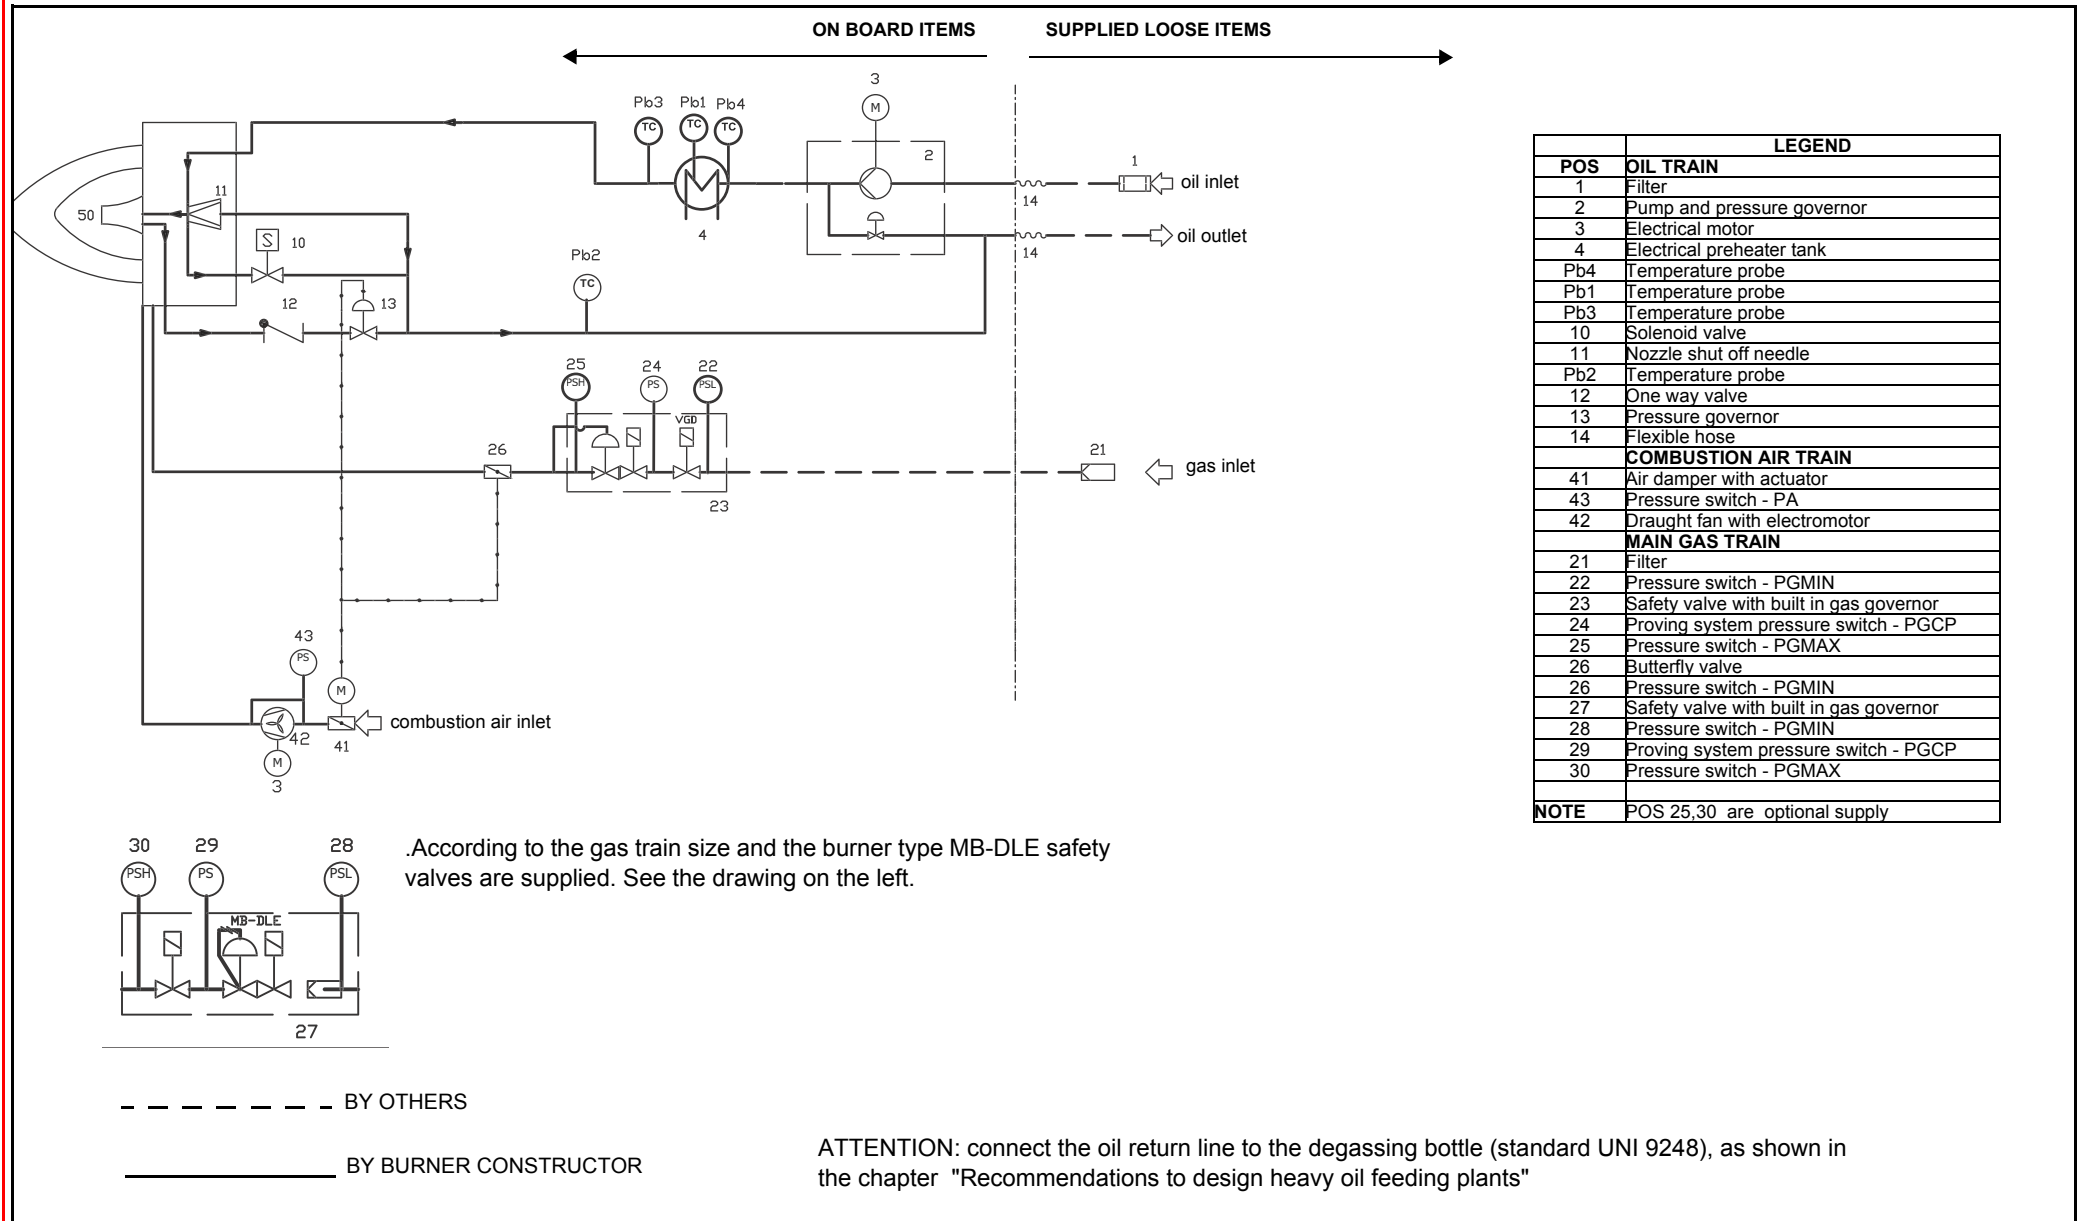 ON BOARD ITEMS SUPPLIED LOOSE ITEMS
3
M
Pb3 Pb1 Pb4
TC TC TC
2
1
oil inlet
14
4
oil outlet
14
11
50
S 10
Pb2
TC
12
13
25 24 22
PSH PS PSL
VGD
26
21
gas inlet
23
43
PS
M
combustion air inlet
42
41
M
3
LEGEND
POS OIL TRAIN
1 Filter
2 Pump and pressure governor
3 Electrical motor
4 Electrical preheater tank
Pb4 Temperature probe
Pb1 Temperature probe
Pb3 Temperature probe
10 Solenoid valve
11 Nozzle shut off needle
Pb2 Temperature probe
12 One way valve
13 Pressure governor
14 Flexible hose
COMBUSTION AIR TRAIN
41 Air damper with actuator
43 Pressure switch - PA
42 Draught fan with electromotor
MAIN GAS TRAIN
21 Filter
22 Pressure switch - PGMIN
23 Safety valve with built in gas governor
24 Proving system pressure switch - PGCP
25 Pressure switch - PGMAX
26 Butterfly valve
26 Pressure switch - PGMIN
27 Safety valve with built in gas governor
28 Pressure switch - PGMIN
29 Proving system pressure switch - PGCP
30 Pressure switch - PGMAX
NOTE POS 25,30 are optional supply
30 29 28
PSH PS PSL
MB-DLE
27
.According to the gas train size and the burner type MB-DLE safety
valves are supplied. See the drawing on the left.
BY OTHERS
BY BURNER CONSTRUCTOR
ATTENTION: connect the oil return line to the degassing bottle (standard UNI 9248), as shown in
the chapter "Recommendations to design heavy oil feeding plants"